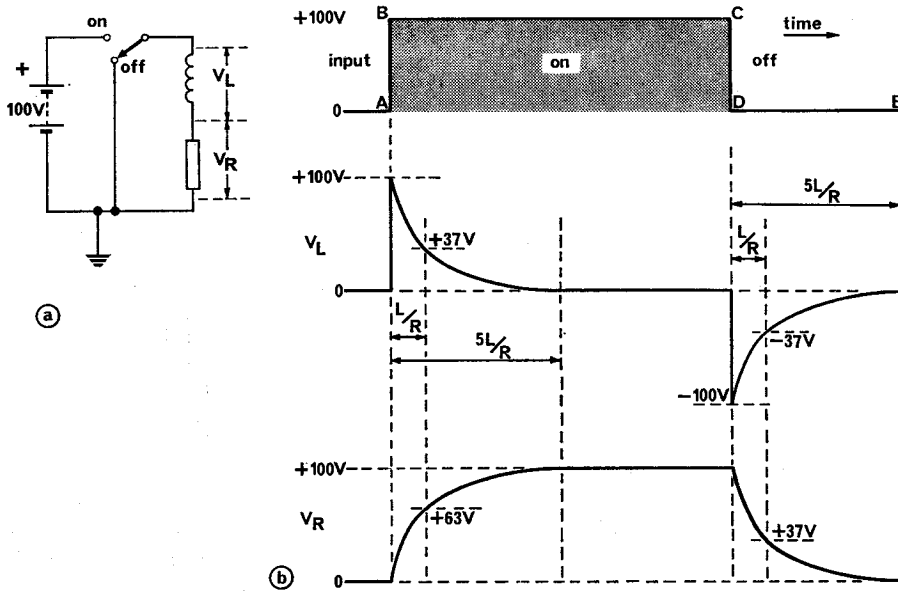 on
off
+
100V
V_L
V_R
a
+100V
B
C
time
input
on
off
0
A
D
E
+100V
5L/R
L/R
+37V
V_L
0
L/R
5L/R
-37V
-100V
+100V
V_R
+63V
+37V
0
b